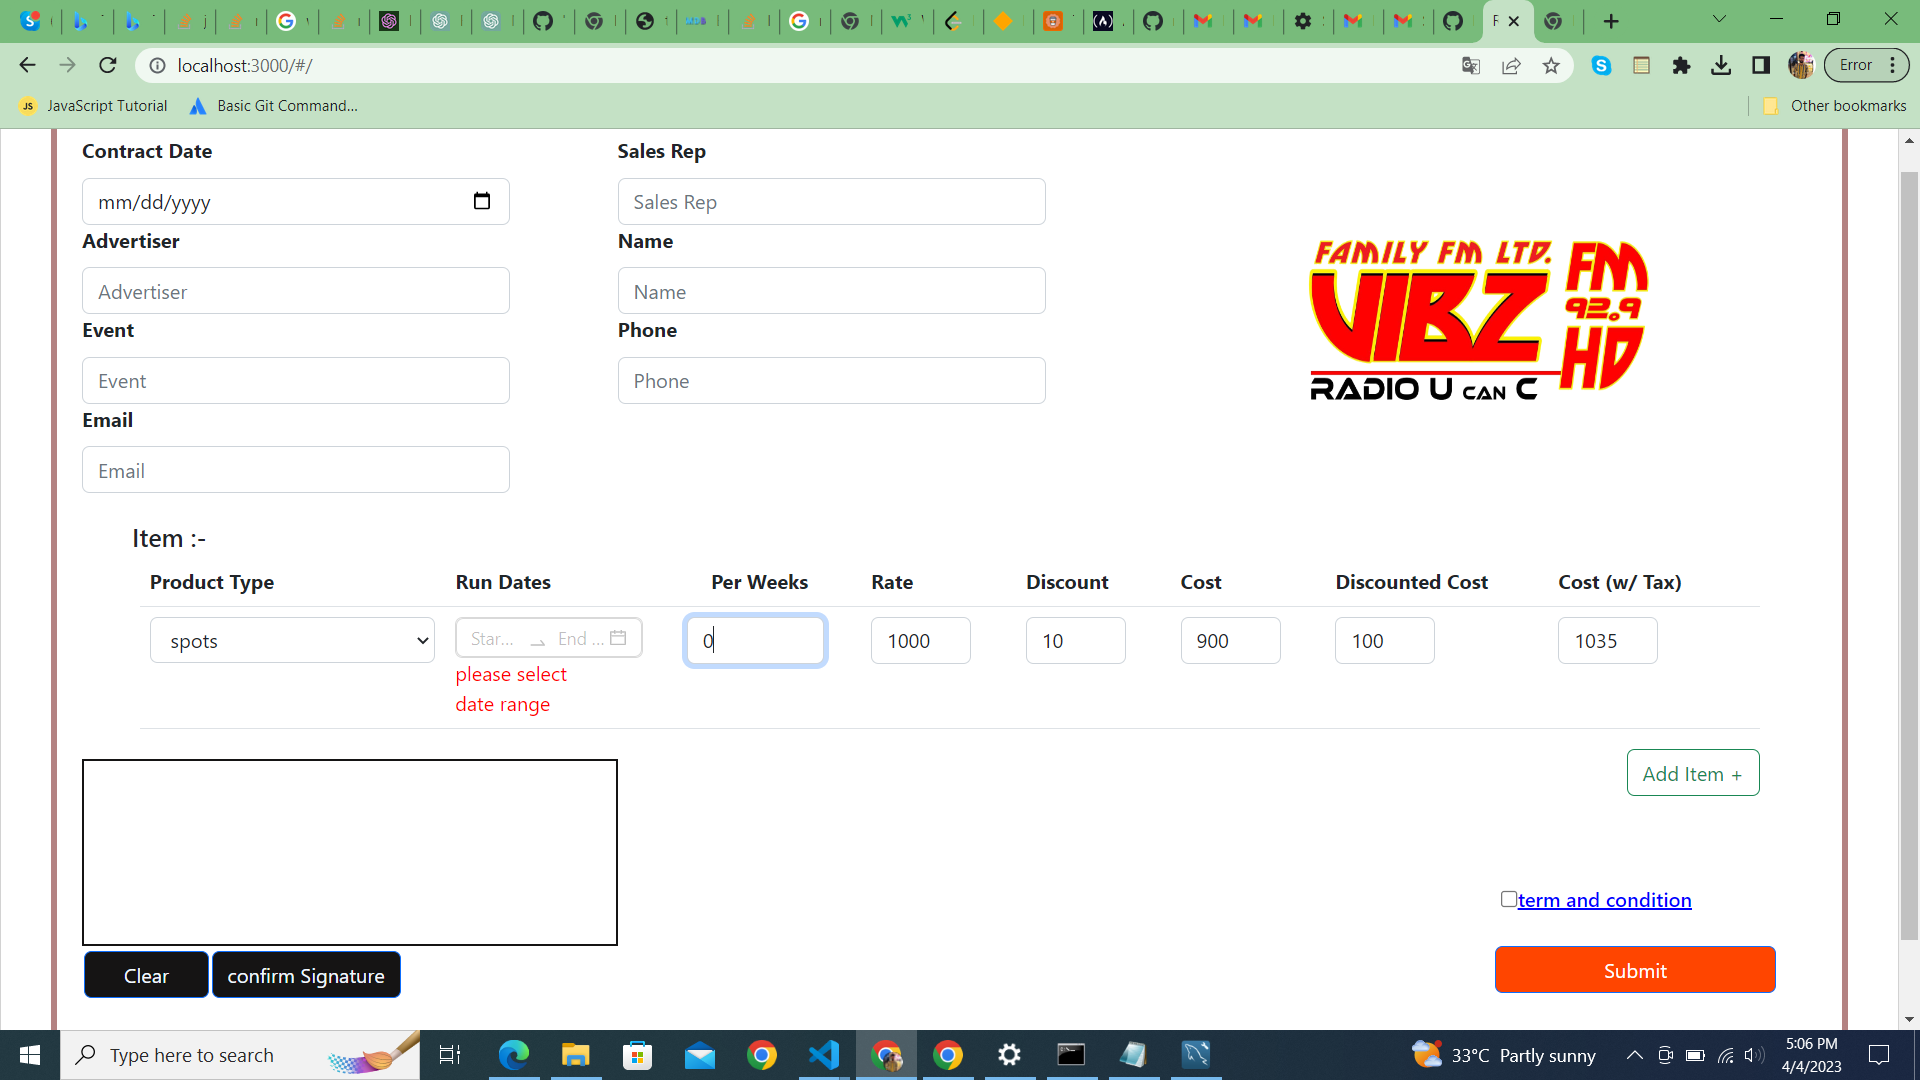 localhost:3000/#/
Error
JS JavaScript Tutorial
Basic Git Command...
Other bookmarks
Contract Date
Sales Rep
mm/dd/yyyy
Sales Rep
Advertiser
Name
Advertiser
Name
Event
Phone
Event
Phone
Email
Email
FAMILY FM LTD.
VIBZ
FM
92.9
HD
RADIO U CAN C
Item :-
Product Type Run Dates Per Weeks Rate Discount Cost Discounted Cost Cost (w/ Tax)
spots Star... End ... 0 1000 10 900 100 1035
please select
date range
Add Item +
term and condition
Clear
confirm Signature
Submit
Type here to search
33°C Partly sunny
5:06 PM
4/4/2023